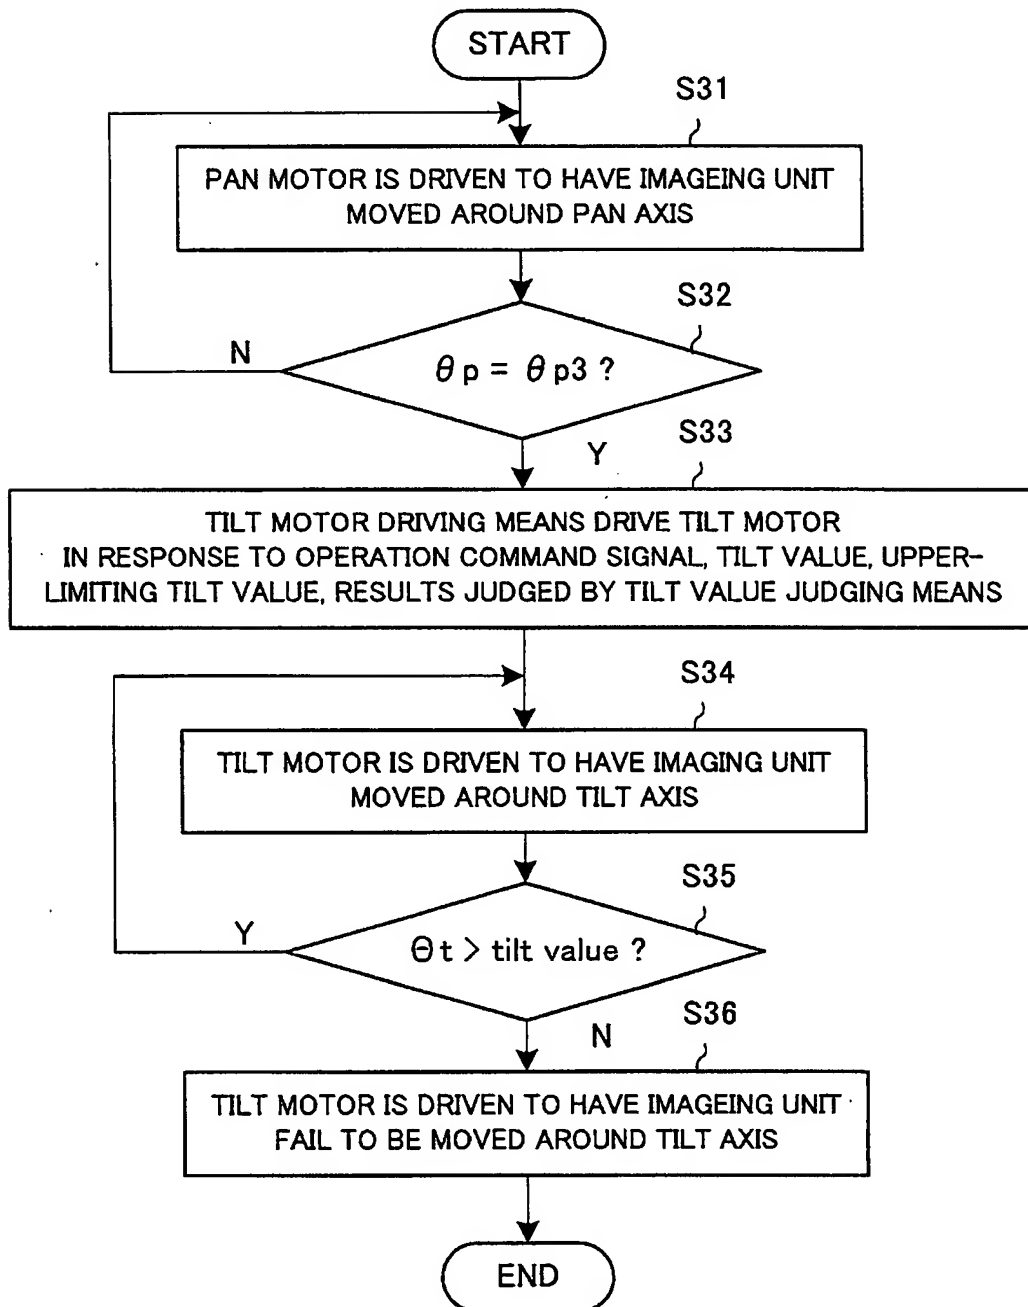 START
S31
PAN MOTOR IS DRIVEN TO HAVE IMAGEING UNIT
MOVED AROUND PAN AXIS
S32
N
θp = θp3 ?
Y
S33
TILT MOTOR DRIVING MEANS DRIVE TILT MOTOR
IN RESPONSE TO OPERATION COMMAND SIGNAL, TILT VALUE, UPPER-
LIMITING TILT VALUE, RESULTS JUDGED BY TILT VALUE JUDGING MEANS
S34
TILT MOTOR IS DRIVEN TO HAVE IMAGING UNIT
MOVED AROUND TILT AXIS
S35
Y
Θt > tilt value ?
N
S36
TILT MOTOR IS DRIVEN TO HAVE IMAGEING UNIT
FAIL TO BE MOVED AROUND TILT AXIS
END